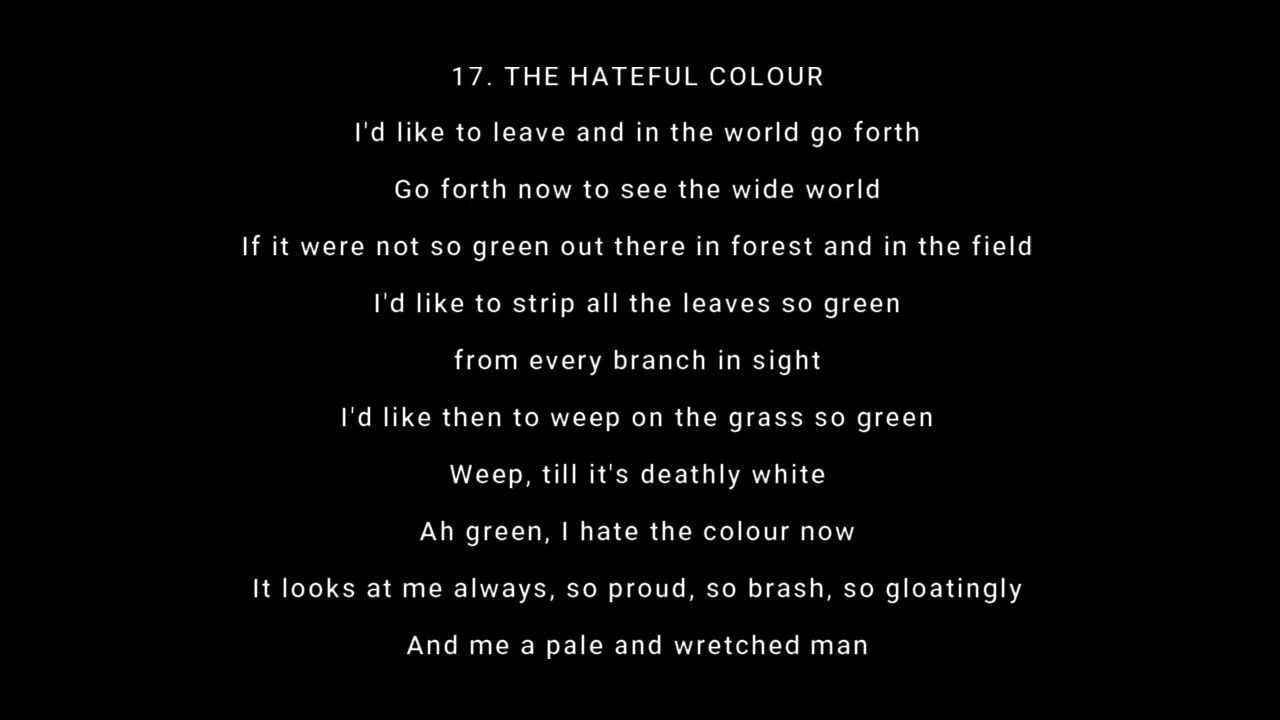 17. THE HATEFUL COLOUR
I'd like to leave and in the world go forth
Go forth now to see the wide world
If it were not so green out there in forest and in the field
I'd like to strip all the leaves so green
from every branch in sight
I'd like then to weep on the grass so green
Weep, till it's deathly white
Ah green, I hate the colour now
It looks at me always, so proud, so brash, so gloatingly
And me a pale and wretched man